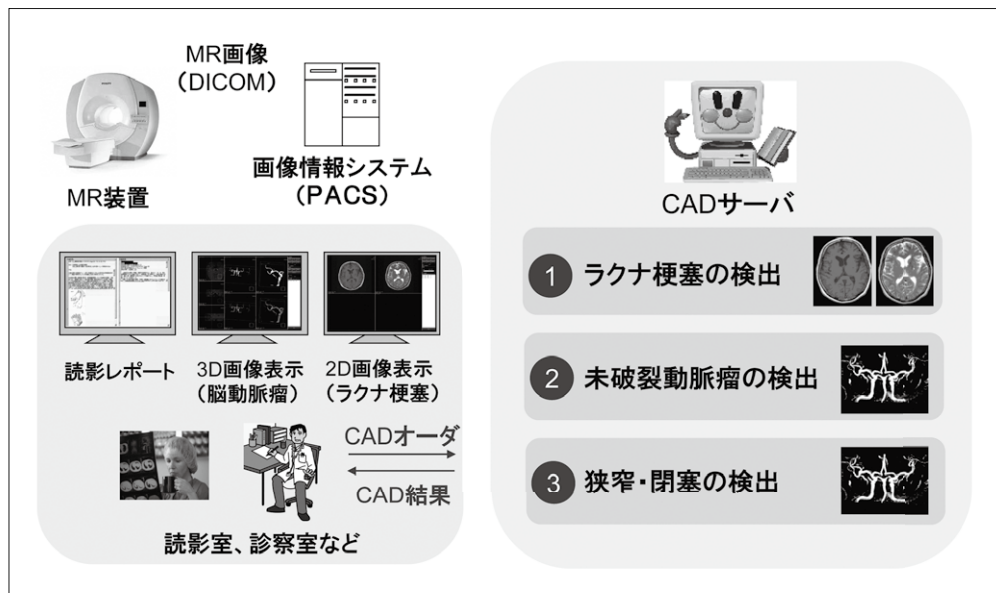 MR画像
（DICOM）
MR装置
画像情報システム
（PACS）
読影レポート
3D画像表示
（脳動脈瘤）
2D画像表示
（ラクナ梗塞）
CADオーダ
CAD結果
読影室、診察室など
CADサーバ
1 ラクナ梗塞の検出
2 未破裂動脈瘤の検出
3 狭窄・閉塞の検出